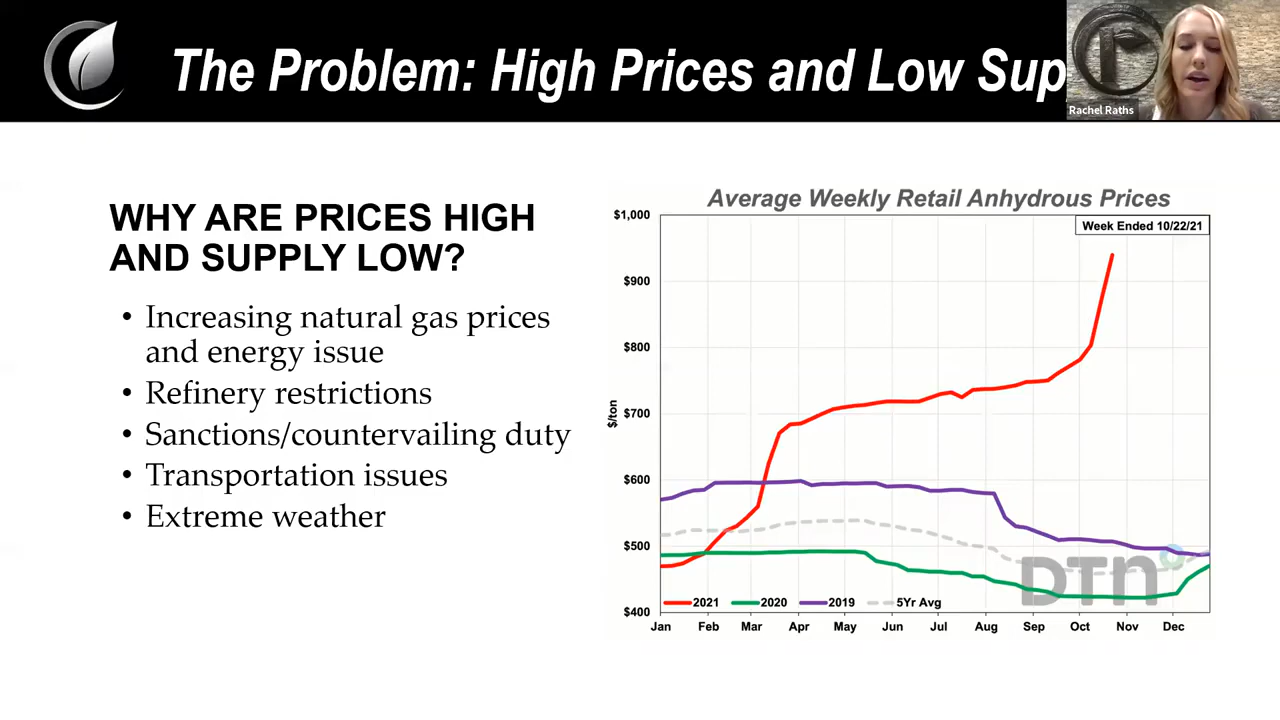 The Problem: High Prices and Low Sup
Rachel Raths
WHY ARE PRICES HIGH
AND SUPPLY LOW?
• Increasing natural gas prices
and energy issue
• Refinery restrictions
• Sanctions/countervailing duty
• Transportation issues
• Extreme weather
Average Weekly Retail Anhydrous Prices
Week Ended 10/22/21
$/ton
$1,000
$900
$800
$700
$600
$500
$400
DTN
2021 2020 2019 5Yr Avg
Jan Feb Mar Apr May Jun Jul Aug Sep Oct Nov Dec